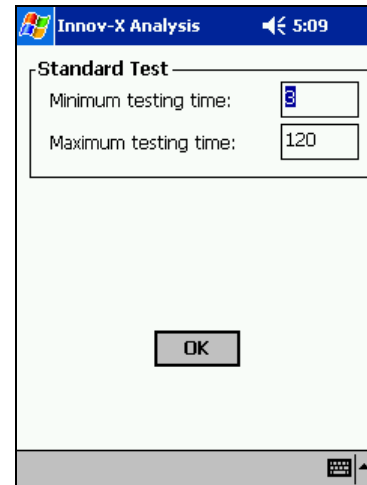 Innov-X Analysis 5:09
Standard Test
Minimum testing time: 3
Maximum testing time: 120
OK